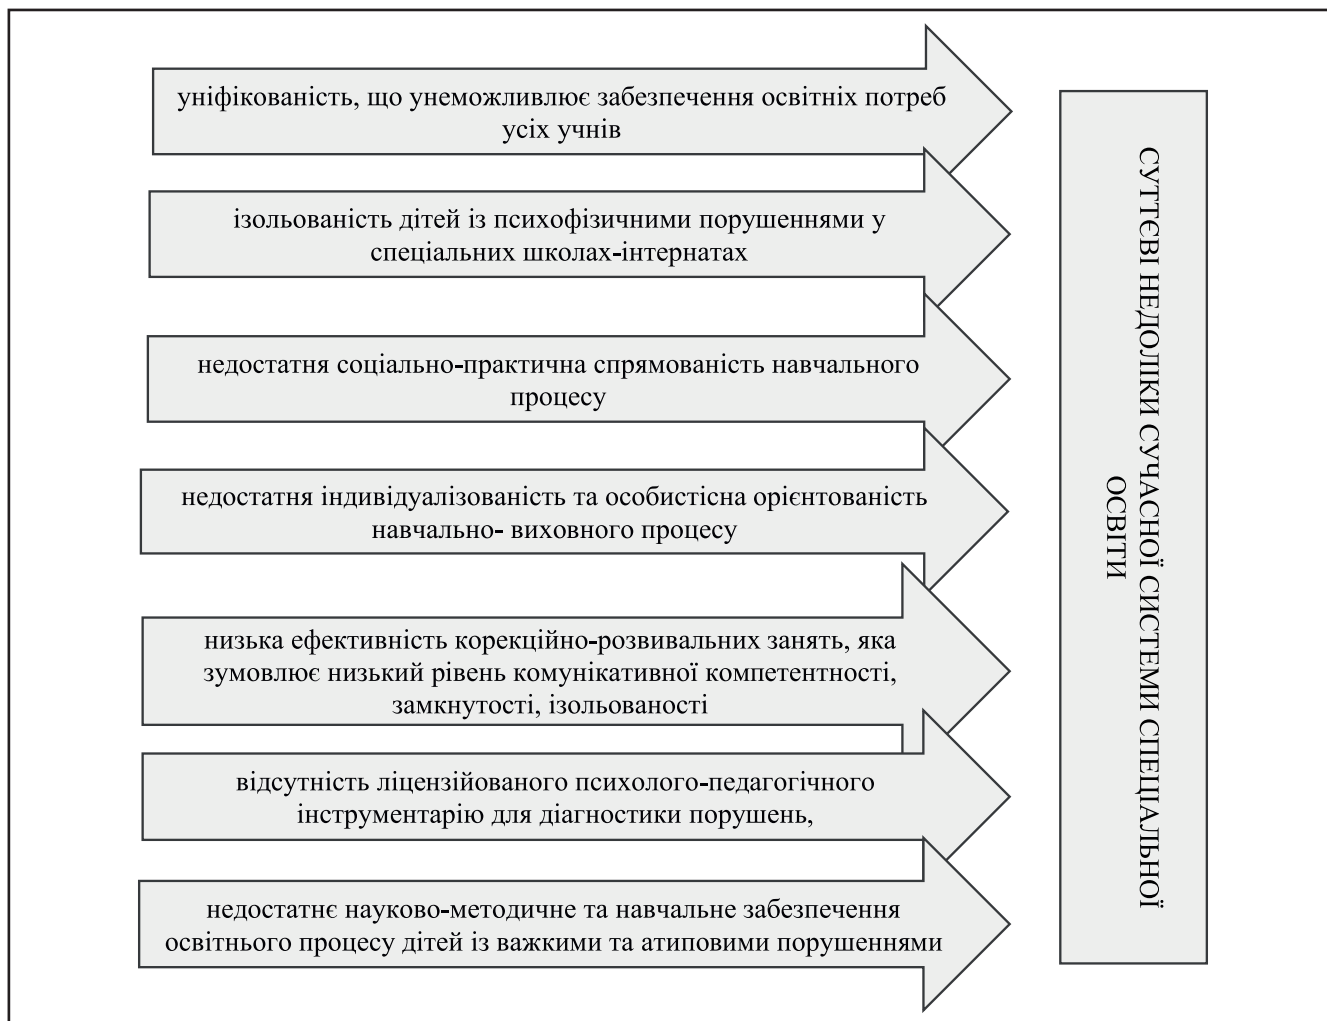 уніфікованість, що унеможливлює забезпечення освітніх потреб
усіх учнів
ізольованість дітей із психофізичними порушеннями у
спеціальних школах-інтернатах
недостатня соціально-практична спрямованість навчального
процесу
недостатня індивідуалізованість та особистісна орієнтованість
навчально- виховного процесу
низька ефективність корекційно-розвивальних занять, яка
зумовлює низький рівень комунікативної компетентності,
замкнутості, ізольованості
відсутність ліцензійованого психолого-педагогічного
інструментарію для діагностики порушень,
недостатнє науково-методичне та навчальне забезпечення
освітнього процесу дітей із важкими та атиповими порушеннями
СУТТЄВІ НЕДОЛІКИ СУЧАСНОЇ СИСТЕМИ СПЕЦІАЛЬНОЇ
ОСВІТИ